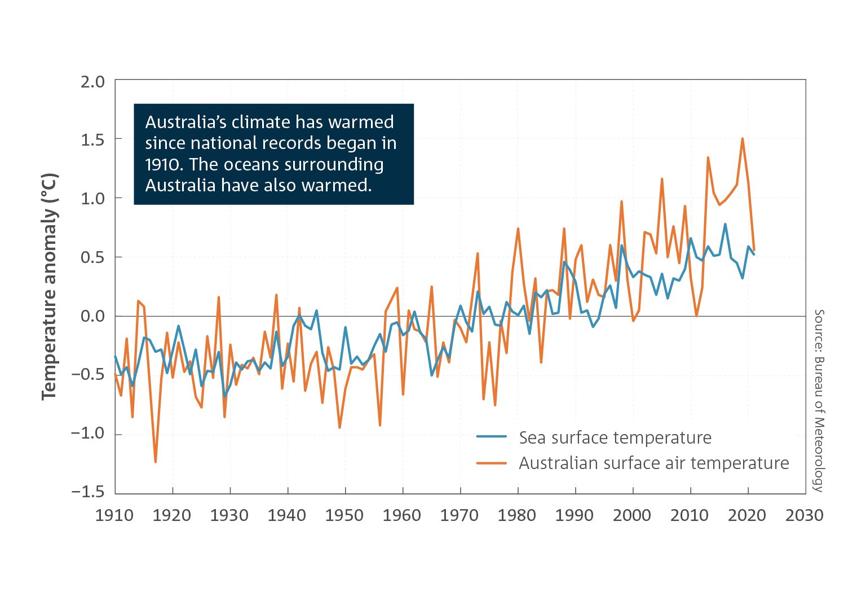 2.0
1.5
1.0
0.5
0.0
−0.5
−1.0
−1.5
Temperature anomaly (°C)
Australia's climate has warmed
since national records began in
1910. The oceans surrounding
Australia have also warmed.
Sea surface temperature
Australian surface air temperature
1910 1920 1930 1940 1950 1960 1970 1980 1990 2000 2010 2020 2030
Source: Bureau of Meteorology